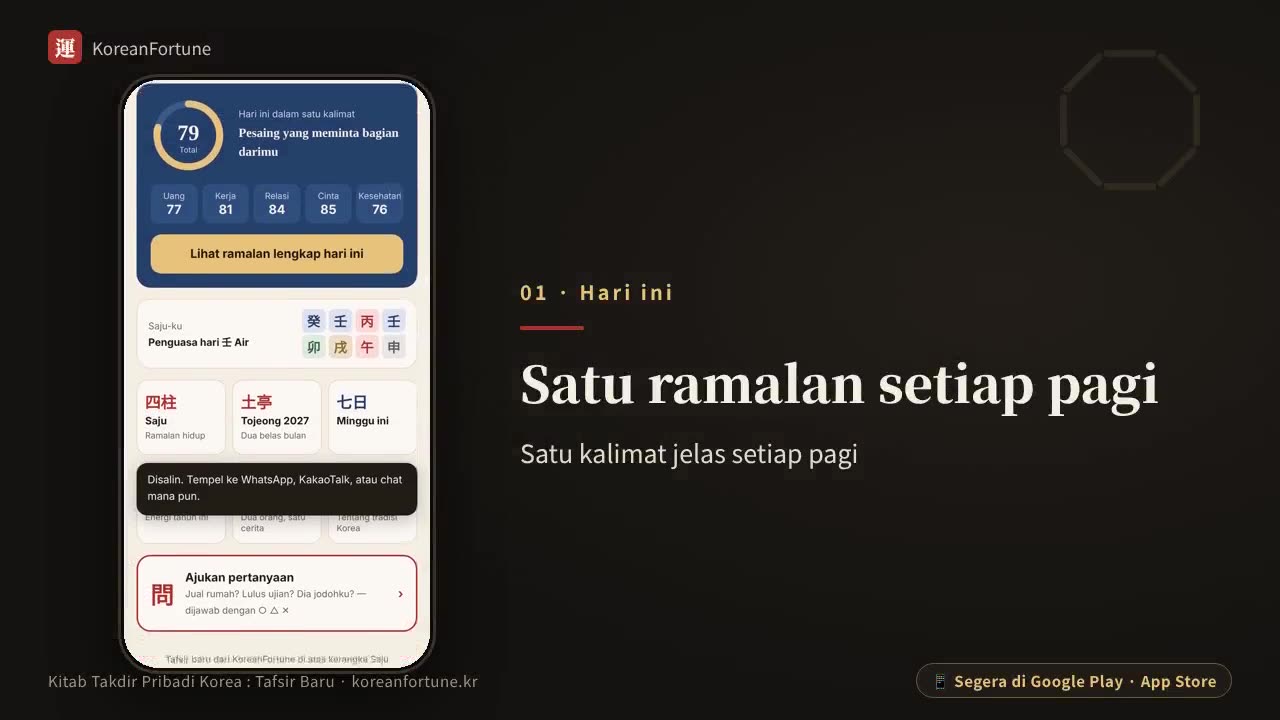 運 KoreanFortune
79
Total
Hari ini dalam satu kalimat
Pesaing yang meminta bagian
darimu
Uang Kerja Relasi Cinta Kesehatan
77 81 84 85 76
Lihat ramalan lengkap hari ini
Saju-ku
Penguasa hari 壬 Air
癸 壬 丙 壬
卯 戌 午 申
四柱 土亭 七日
Saju Tojeong 2027 Minggu ini
Ramalan hidup Dua belas bulan
Disalin. Tempel ke WhatsApp, KakaoTalk, atau chat
mana pun.
Energi tahun ini Dua orang, satu Tentang tradisi
cerita Korea
問
Ajukan pertanyaan
Jual rumah? Lulus ujian? Dia jodohku? —
dijawab dengan ○ △ ×
›
01 · Hari ini
Satu ramalan setiap pagi
Satu kalimat jelas setiap pagi
Kitab Takdir Pribadi Korea : Tafsir Baru · koreanfortune.kr
Segera di Google Play · App Store